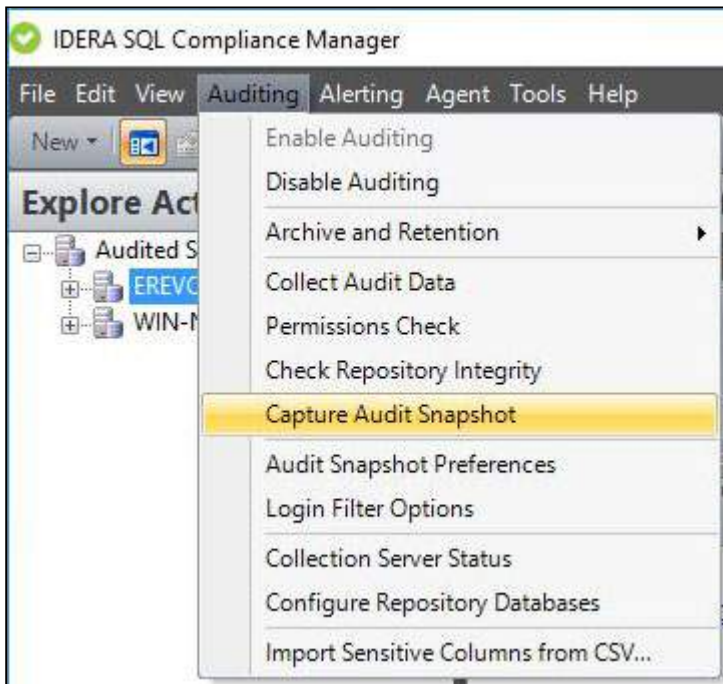 IDERA SQL Compliance Manager
File Edit View Auditing Alerting Agent Tools Help
New
Enable Auditing
Disable Auditing
Archive and Retention
Collect Audit Data
Permissions Check
Check Repository Integrity
Capture Audit Snapshot
Audit Snapshot Preferences
Login Filter Options
Collection Server Status
Configure Repository Databases
Import Sensitive Columns from CSV...
Explore Act
Audited S
EREVO
WIN-N